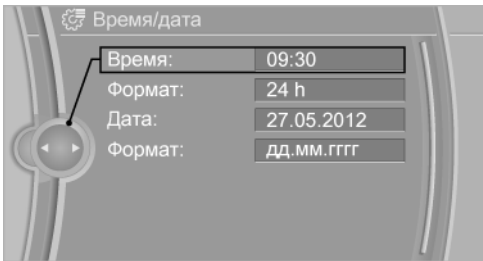 Время/дата
Время: 09:30
Формат: 24 h
Дата: 27.05.2012
Формат: дд.мм.гггг